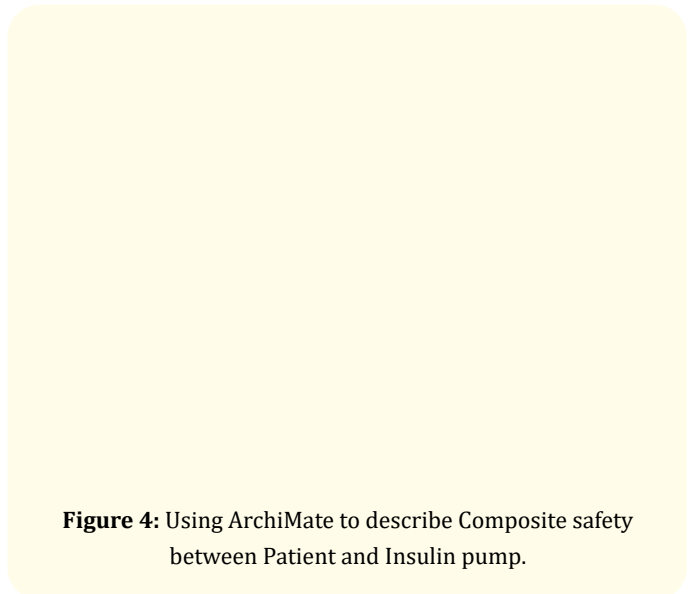 Figure 4: Using ArchiMate to describe Composite safety
between Patient and Insulin pump.